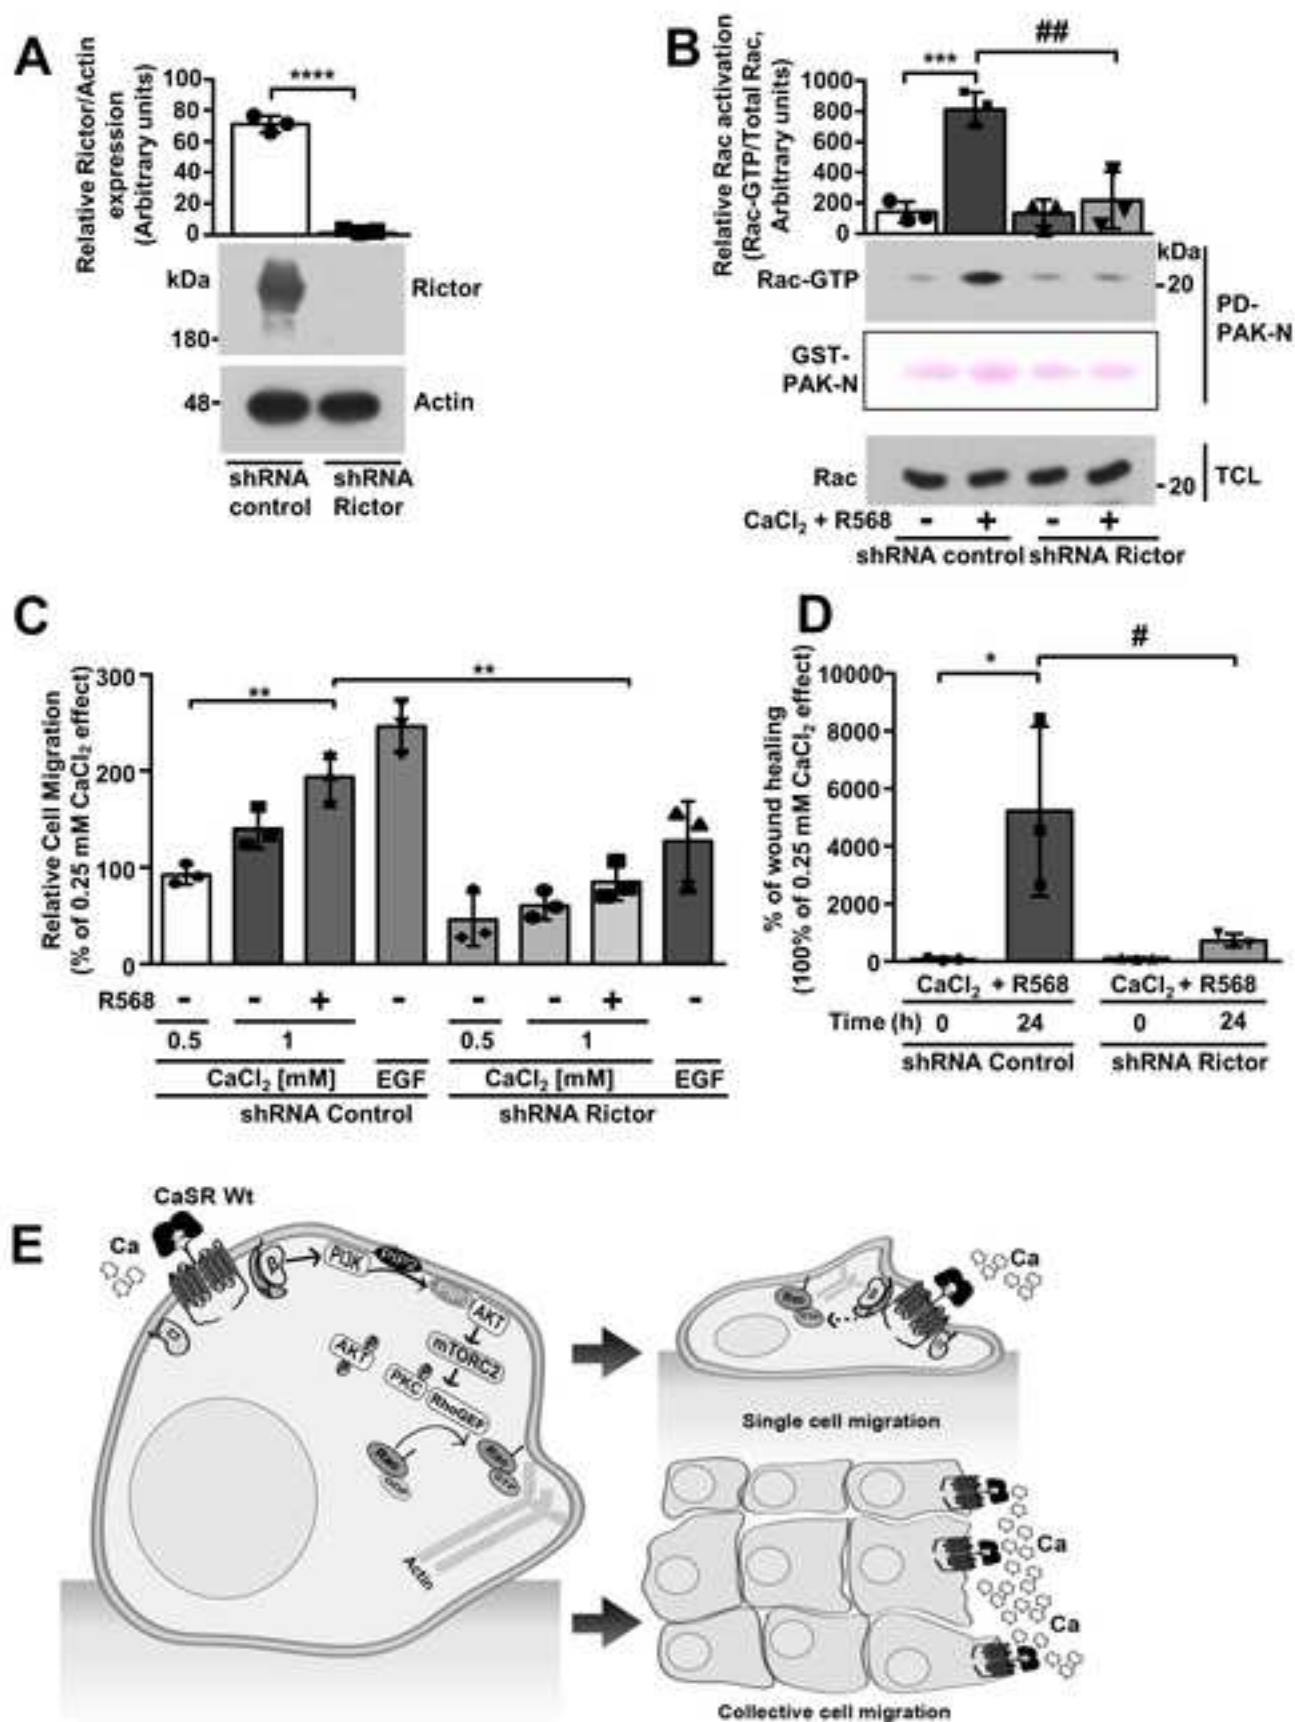 A
Relative Rictor/Actin
expression
(Arbitrary units)
100
80
60
40
20
0
****
kDa
180-
Rictor
48-
Actin
shRNA
control
shRNA
Rictor
B
Relative Rac activation
(Rac-GTP/Total Rac,
Arbitrary units)
1000
800
600
400
200
0
***
##
kDa
Rac-GTP
-20
PD-
PAK-N
GST-
PAK-N
Rac
-20
TCL
CaCl₂ + R568 - + - +
shRNA control shRNA Rictor
C
Relative Cell Migration
(% of 0.25 mM CaCl₂ effect)
300
200
100
0
**
**
R568 - - + - - - + -
0.5 1 0.5 1
CaCl₂ [mM] EGF CaCl₂ [mM] EGF
shRNA Control shRNA Rictor
D
% of wound healing
(100% of 0.25 mM CaCl₂ effect)
10000
8000
6000
4000
2000
0
*
#
CaCl₂ + R568 CaCl₂ + R568
Time (h) 0 24 0 24
shRNA Control shRNA Rictor
E
CaSR Wt
Ca
PI3K
AKT
mTORC2
AKT
PKC
RhoGEF
Rac
GDP
Rac
GTP
Actin
Ca
Rac
Single cell migration
Ca
Ca
Collective cell migration